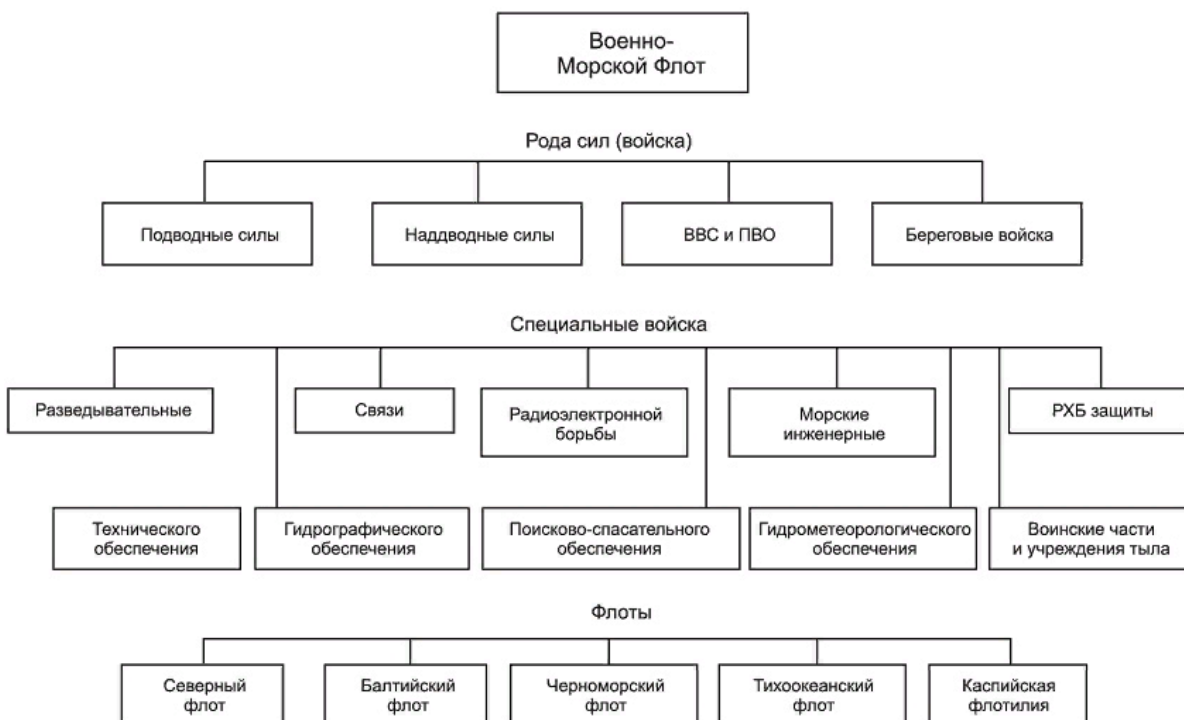 Военно-
Морской Флот
Рода сил (войска)
Подводные силы
Наддводные силы
ВВС и ПВО
Береговые войска
Специальные войска
Разведывательные
Связи
Радиоэлектронной
борьбы
Морские
инженерные
РХБ защиты
Технического
обеспечения
Гидрографического
обеспечения
Поисково-спасательного
обеспечения
Гидрометеорологического
обеспечения
Воинские части
и учреждения тыла
Флоты
Северный
флот
Балтийский
флот
Черноморский
флот
Тихоокеанский
флот
Каспийская
флотилия